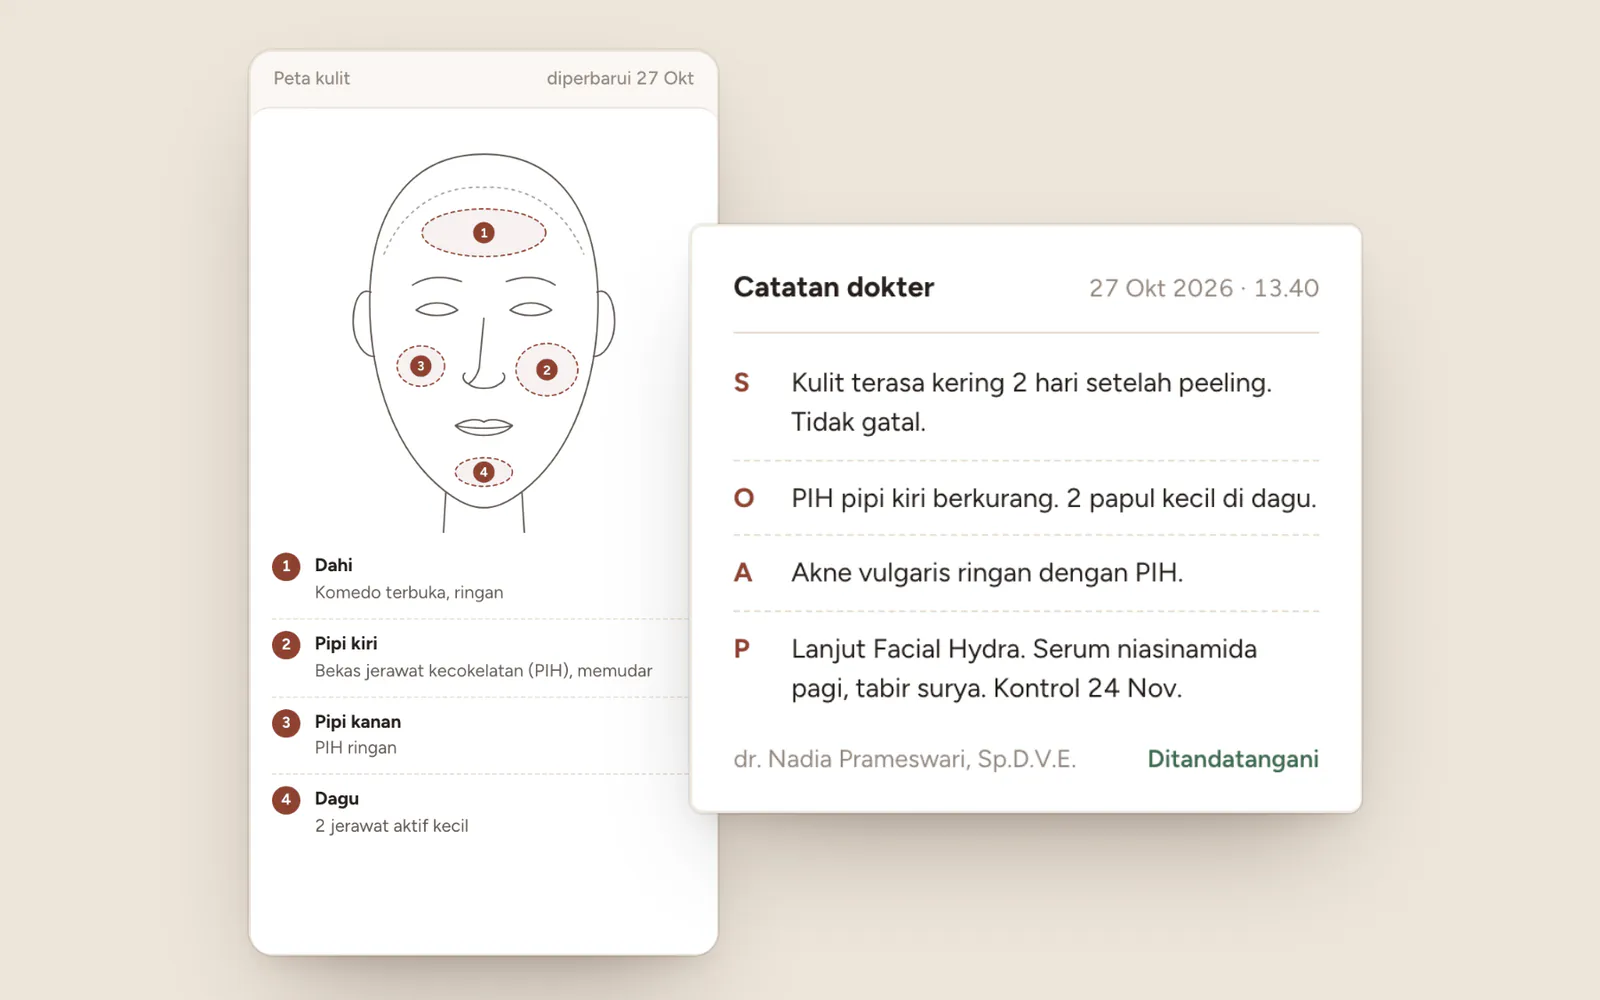 Peta kulit
diperbarui 27 Okt
1
3
2
4
1 Dahi
Komedo terbuka, ringan
2 Pipi kiri
Bekas jerawat kecokelatan (PIH), memudar
3 Pipi kanan
PIH ringan
4 Dagu
2 jerawat aktif kecil
Catatan dokter
27 Okt 2026 · 13.40
S Kulit terasa kering 2 hari setelah peeling.
Tidak gatal.
O PIH pipi kiri berkurang. 2 papul kecil di dagu.
A Akne vulgaris ringan dengan PIH.
P Lanjut Facial Hydra. Serum niasinamida
pagi, tabir surya. Kontrol 24 Nov.
dr. Nadia Prameswari, Sp.D.V.E.
Ditandatangani